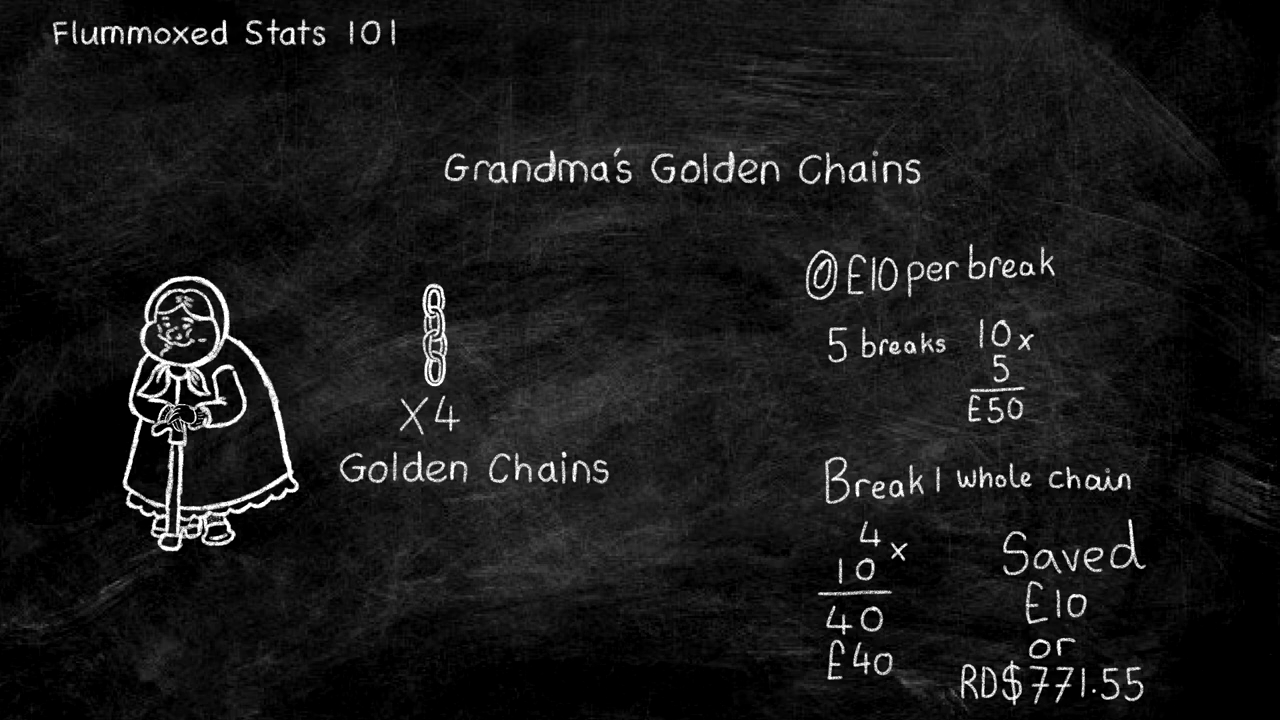 Flummoxed Stats 101
Grandma's Golden Chains
£10 per break
5 breaks
10 x
5
£50
X4
Golden Chains
Break 1 whole chain
4 x
10
40
£40
Saved
£10
or
RD$771.55